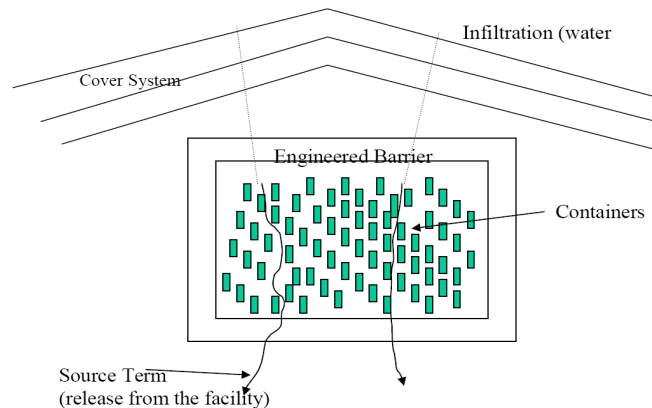 Infiltration (water
Cover System
Engineered Barrier
Containers
Source Term
(release from the facility)